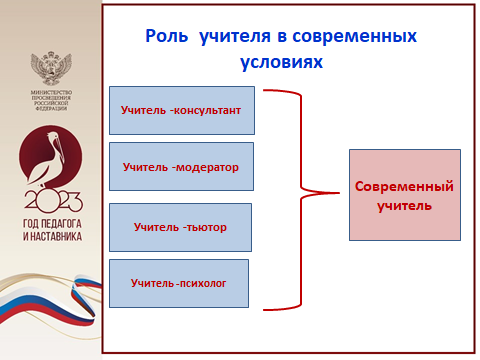 Роль учителя в современных
условиях
МИНИСТЕРСТВО
ПРОСВЕЩЕНИЯ
РОССИЙСКОЙ
ФЕДЕРАЦИИ
2023
ГОД ПЕДАГОГА
И НАСТАВНИКА
Учитель -консультант
Учитель -модератор
Учитель -тьютор
Учитель -психолог
Современный
учитель